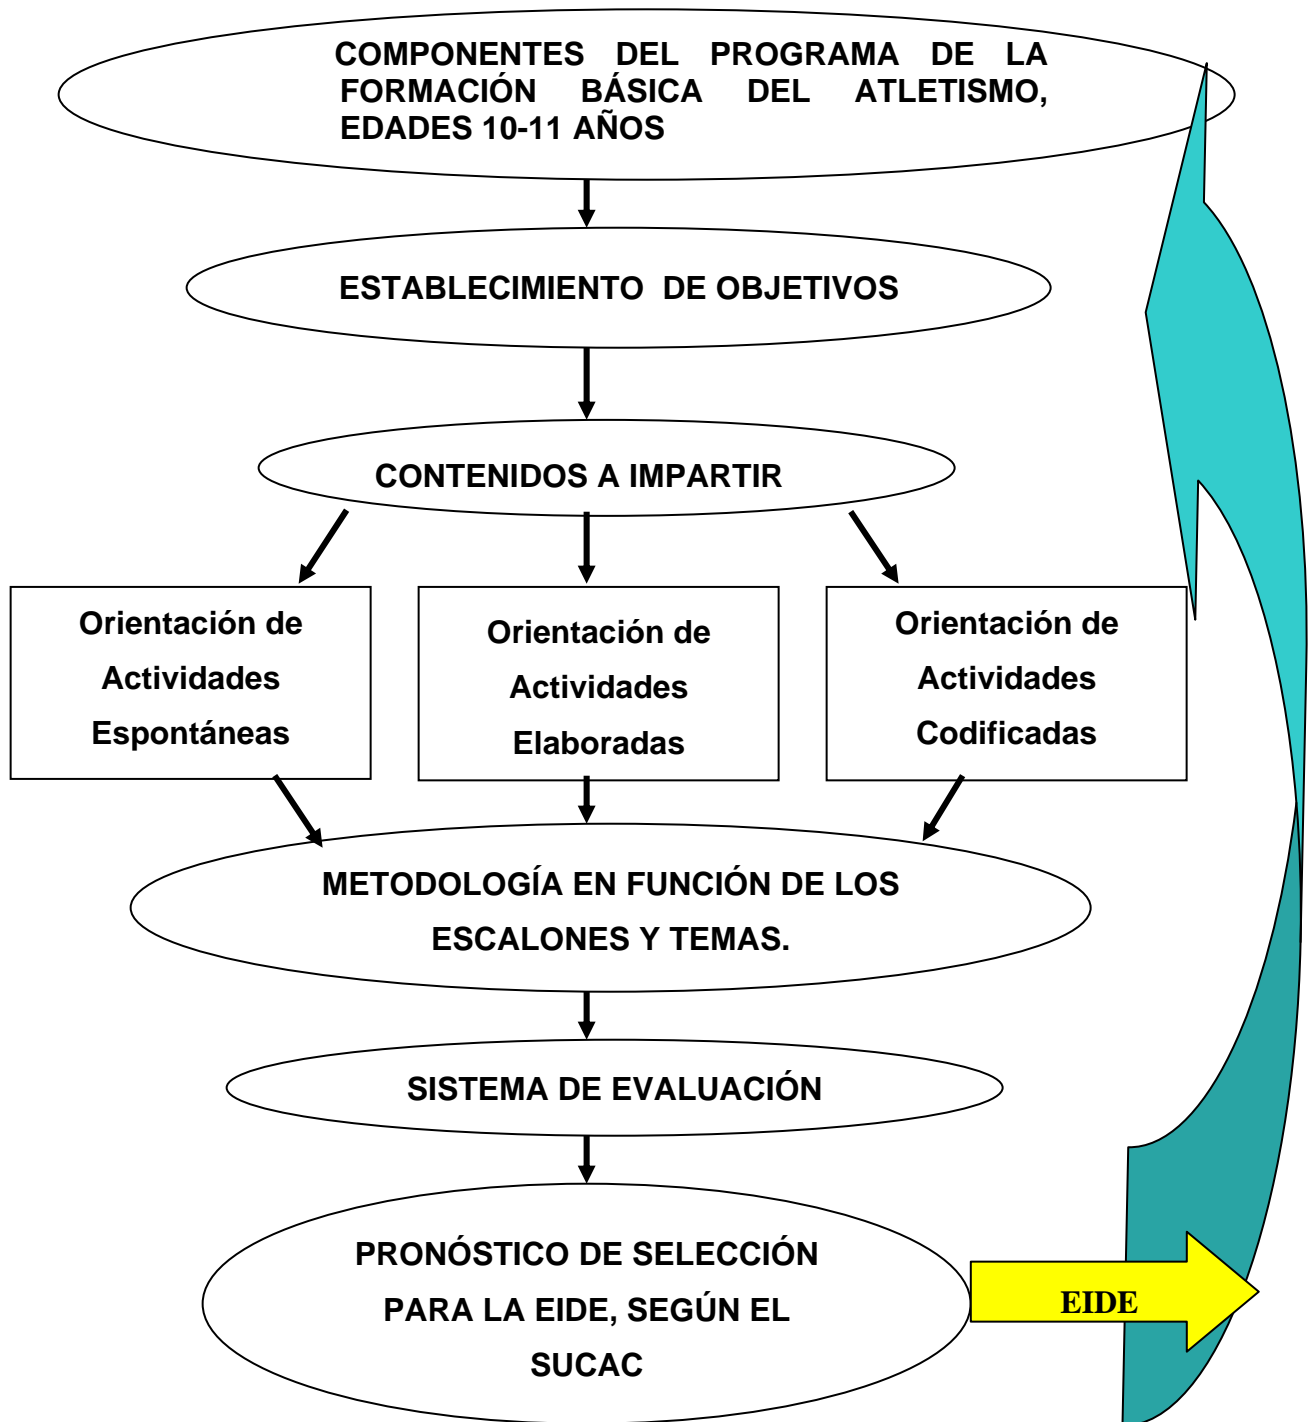 COMPONENTES DEL PROGRAMA DE LA
FORMACIÓN BÁSICA DEL ATLETISMO,
EDADES 10-11 AÑOS
ESTABLECIMIENTO DE OBJETIVOS
CONTENIDOS A IMPARTIR
Orientación de
Actividades
Espontáneas
Orientación de
Actividades
Elaboradas
Orientación de
Actividades
Codificadas
METODOLOGÍA EN FUNCIÓN DE LOS
ESCALONES Y TEMAS.
SISTEMA DE EVALUACIÓN
PRONÓSTICO DE SELECCIÓN
PARA LA EIDE, SEGÚN EL
SUCAC
EIDE